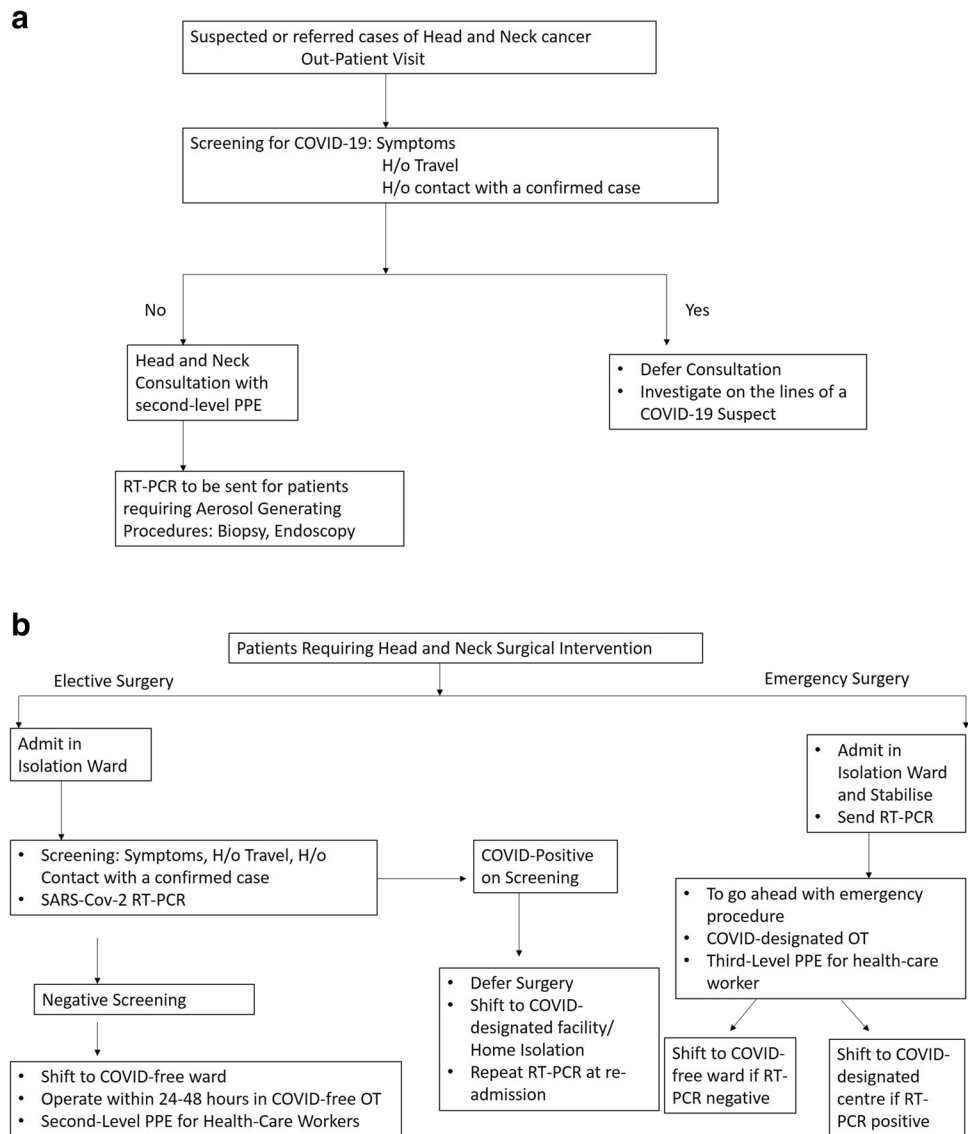 a
Suspected or referred cases of Head and Neck cancer
Out-Patient Visit
Screening for COVID-19: Symptoms
H/o Travel
H/o contact with a confirmed case
No
Yes
Head and Neck
Consultation with
second-level PPE
• Defer Consultation
• Investigate on the lines of a
COVID-19 Suspect
RT-PCR to be sent for patients
requiring Aerosol Generating
Procedures: Biopsy, Endoscopy
b
Patients Requiring Head and Neck Surgical Intervention
Elective Surgery
Emergency Surgery
Admit in
Isolation Ward
• Admit in
Isolation Ward
and Stabilise
• Send RT-PCR
• Screening: Symptoms, H/o Travel, H/o
Contact with a confirmed case
• SARS-Cov-2 RT-PCR
COVID-Positive
on Screening
• To go ahead with emergency
procedure
• COVID-designated OT
• Third-Level PPE for health-care
worker
Negative Screening
• Defer Surgery
• Shift to COVID-
designated facility/
Home Isolation
• Repeat RT-PCR at re-
admission
• Shift to COVID-free ward
• Operate within 24-48 hours in COVID-free OT
• Second-Level PPE for Health-Care Workers
Shift to COVID-
free ward if RT-
PCR negative
Shift to COVID-
designated
centre if RT-
PCR positive